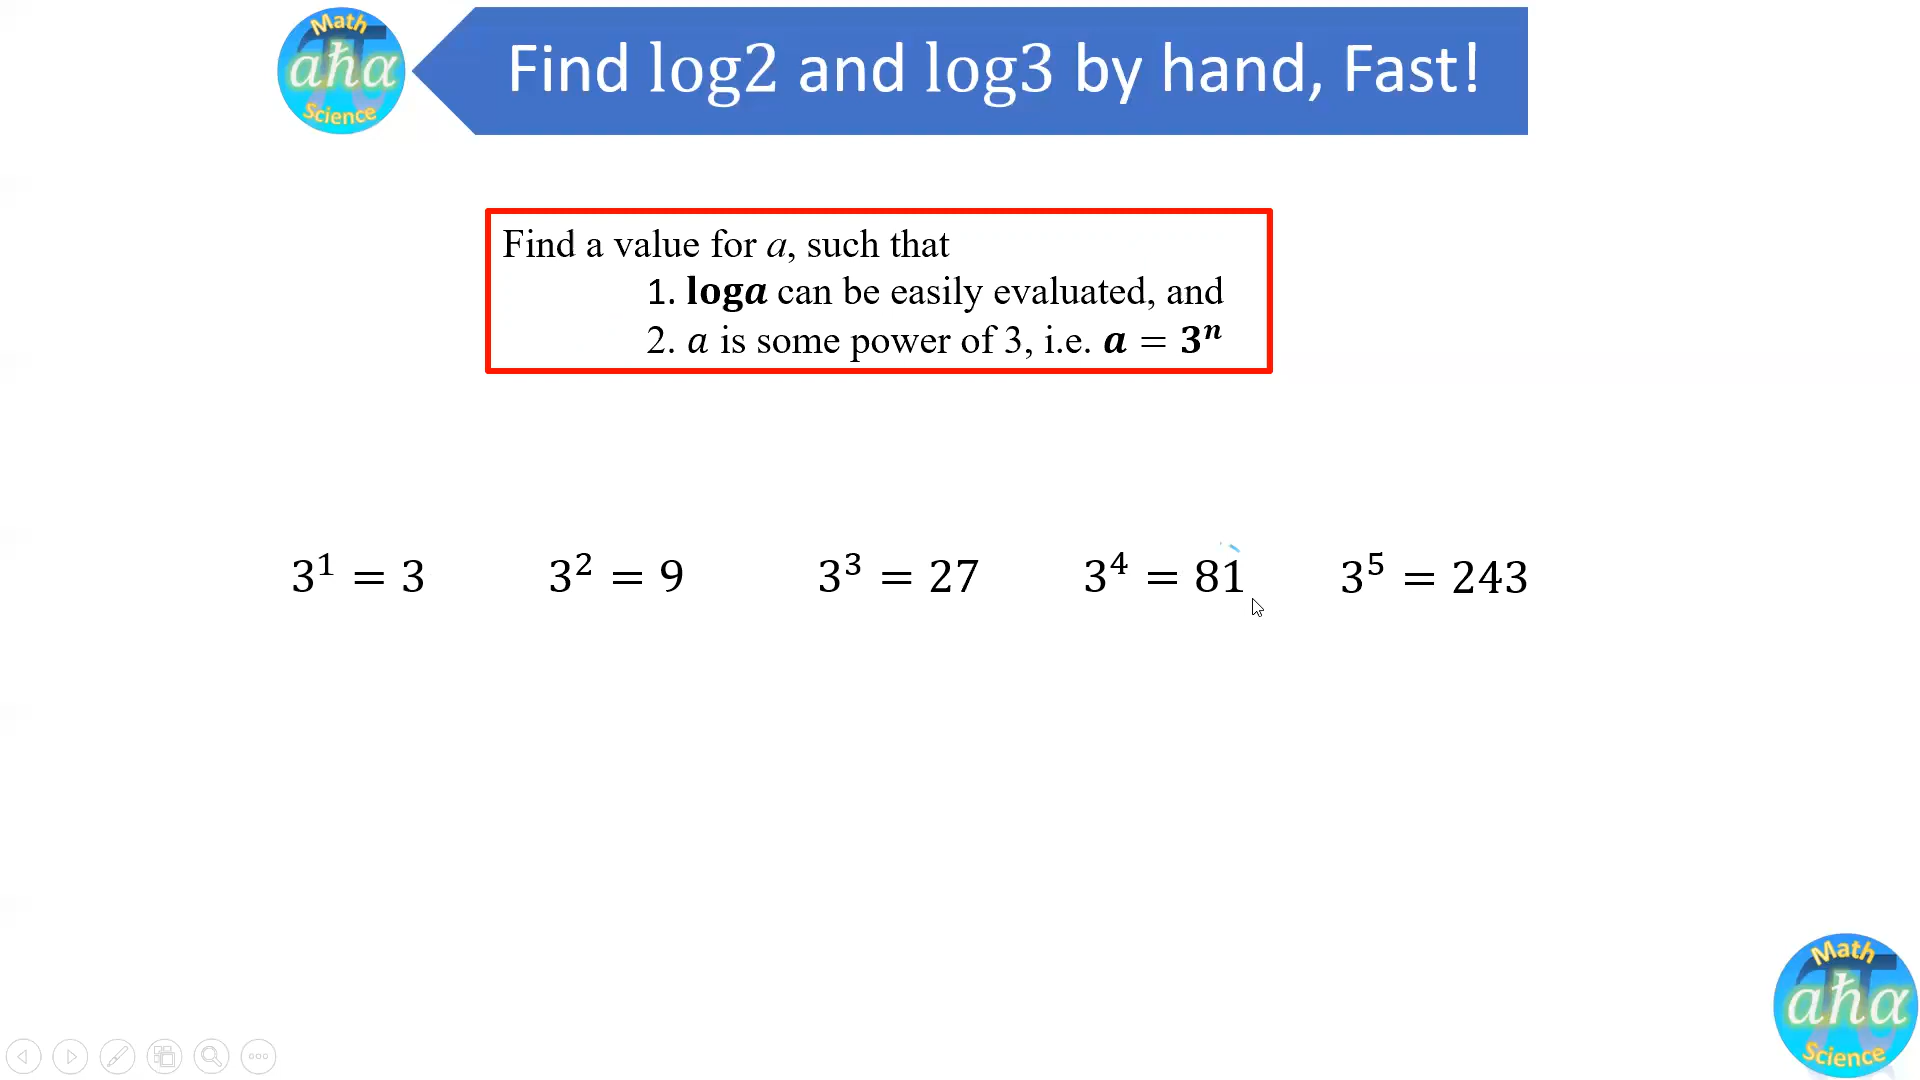 Math
aħα
Science
Find log2 and log3 by hand, Fast!
Find a value for a, such that
1. loga can be easily evaluated, and
2. a is some power of 3, i.e. a = 3ⁿ
3¹ = 3 3² = 9 3³ = 27 3⁴ = 81 3⁵ = 243
Math
aħα
Science